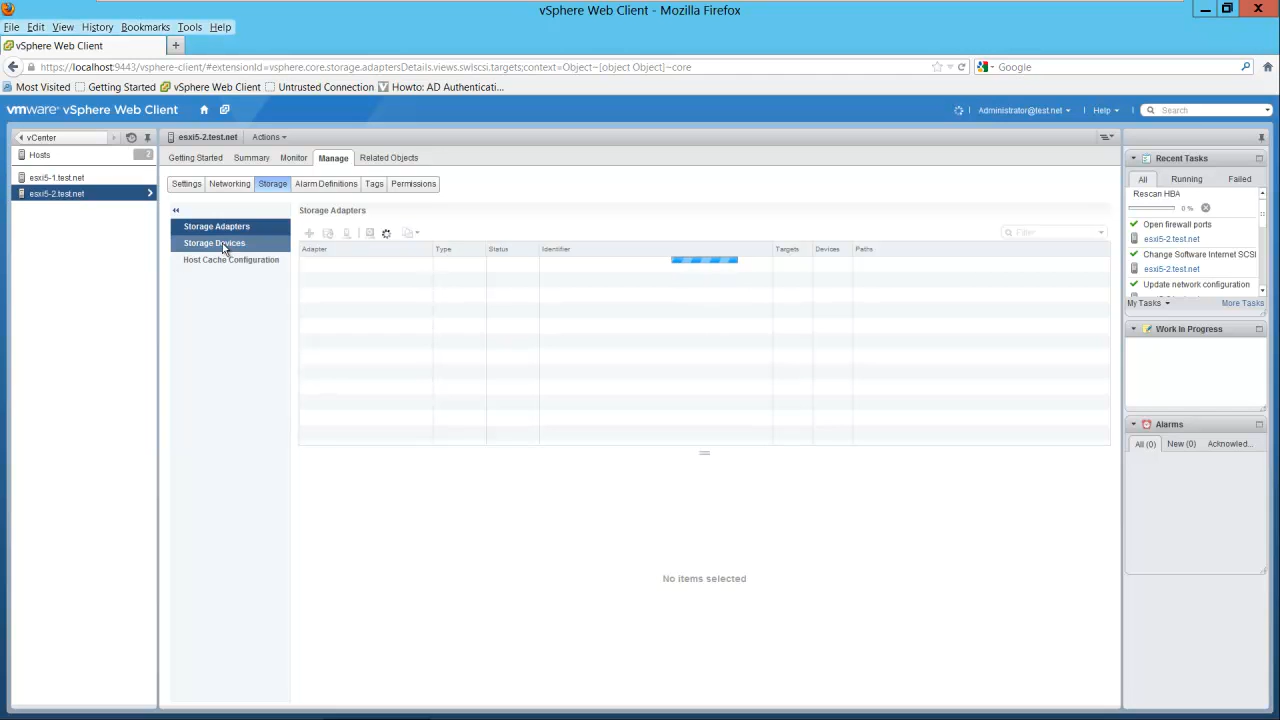 vSphere Web Client - Mozilla Firefox
File Edit View History Bookmarks Tools Help
vSphere Web Client
https://localhost:9443/vsphere-client/#extensionId=vsphere.core.storage.adaptersDetails.views.swiscsi.targets;context=Object~[object Object]~core
Google
Most Visited Getting Started vSphere Web Client Untrusted Connection Howto: AD Authenticati...
vmware vSphere Web Client
Administrator@test.net
Help
Search
vCenter
Hosts 2
esxi5-1.test.net
esxi5-2.test.net
esxi5-2.test.net Actions
Getting Started Summary Monitor Manage Related Objects
Settings Networking Storage Alarm Definitions Tags Permissions
Storage Adapters
Storage Devices
Host Cache Configuration
Storage Adapters
Filter
Adapter Type Status Identifier Targets Devices Paths
No items selected
Recent Tasks
All Running Failed
Rescan HBA
0 %
Open firewall ports
esxi5-2.test.net
Change Software Internet SCSI
esxi5-2.test.net
Update network configuration
My Tasks More Tasks
Work In Progress
Alarms
All (0) New (0) Acknowled...